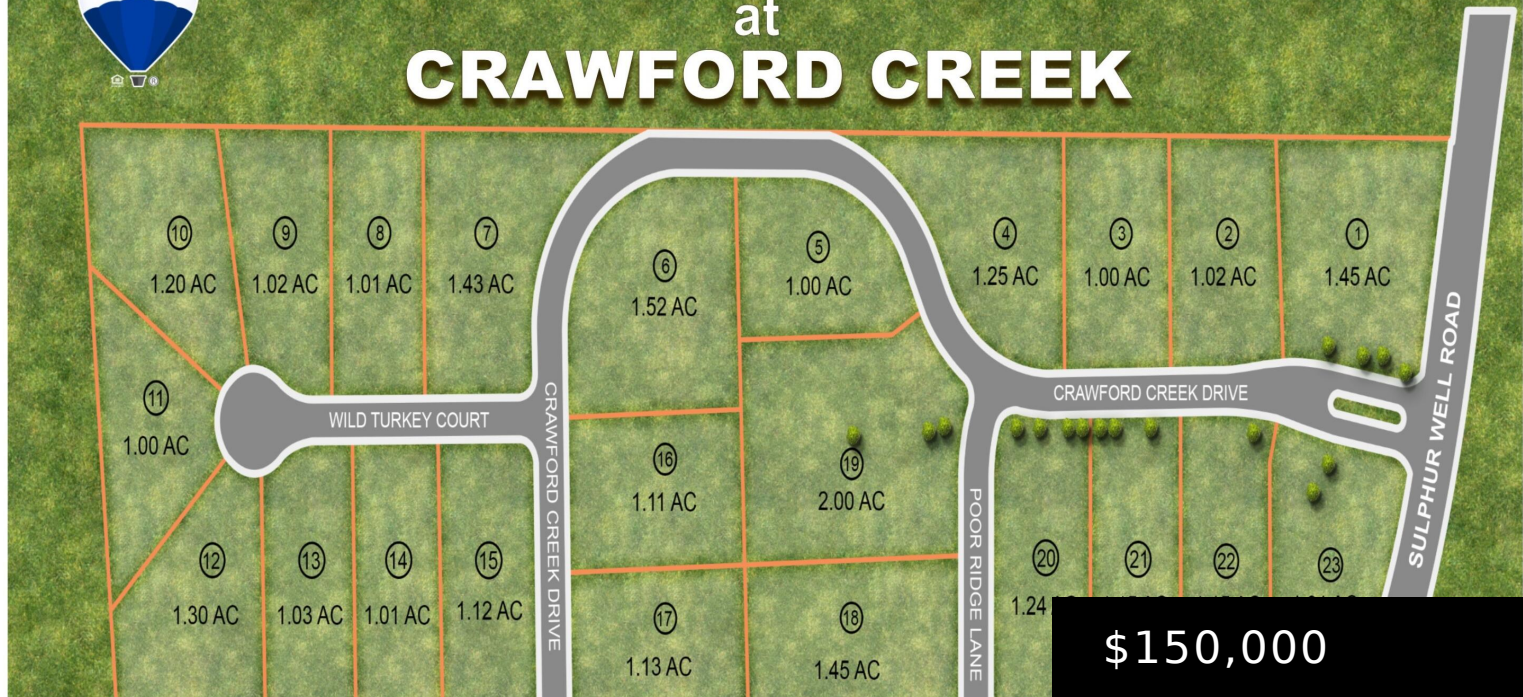 at
CRAWFORD CREEK
10
1.20 AC
9
1.02 AC
8
1.01 AC
7
1.43 AC
6
1.52 AC
5
1.00 AC
4
1.25 AC
3
1.00 AC
2
1.02 AC
1
1.45 AC
11
1.00 AC
WILD TURKEY COURT
CRAWFORD CREEK DRIVE
CRAWFORD CREEK DRIVE
SULPHUR WELL ROAD
16
1.11 AC
19
2.00 AC
POOR RIDGE LANE
12
1.30 AC
13
1.03 AC
14
1.01 AC
15
1.12 AC
17
1.13 AC
18
1.45 AC
20
1.24
21
22
23
$150,000